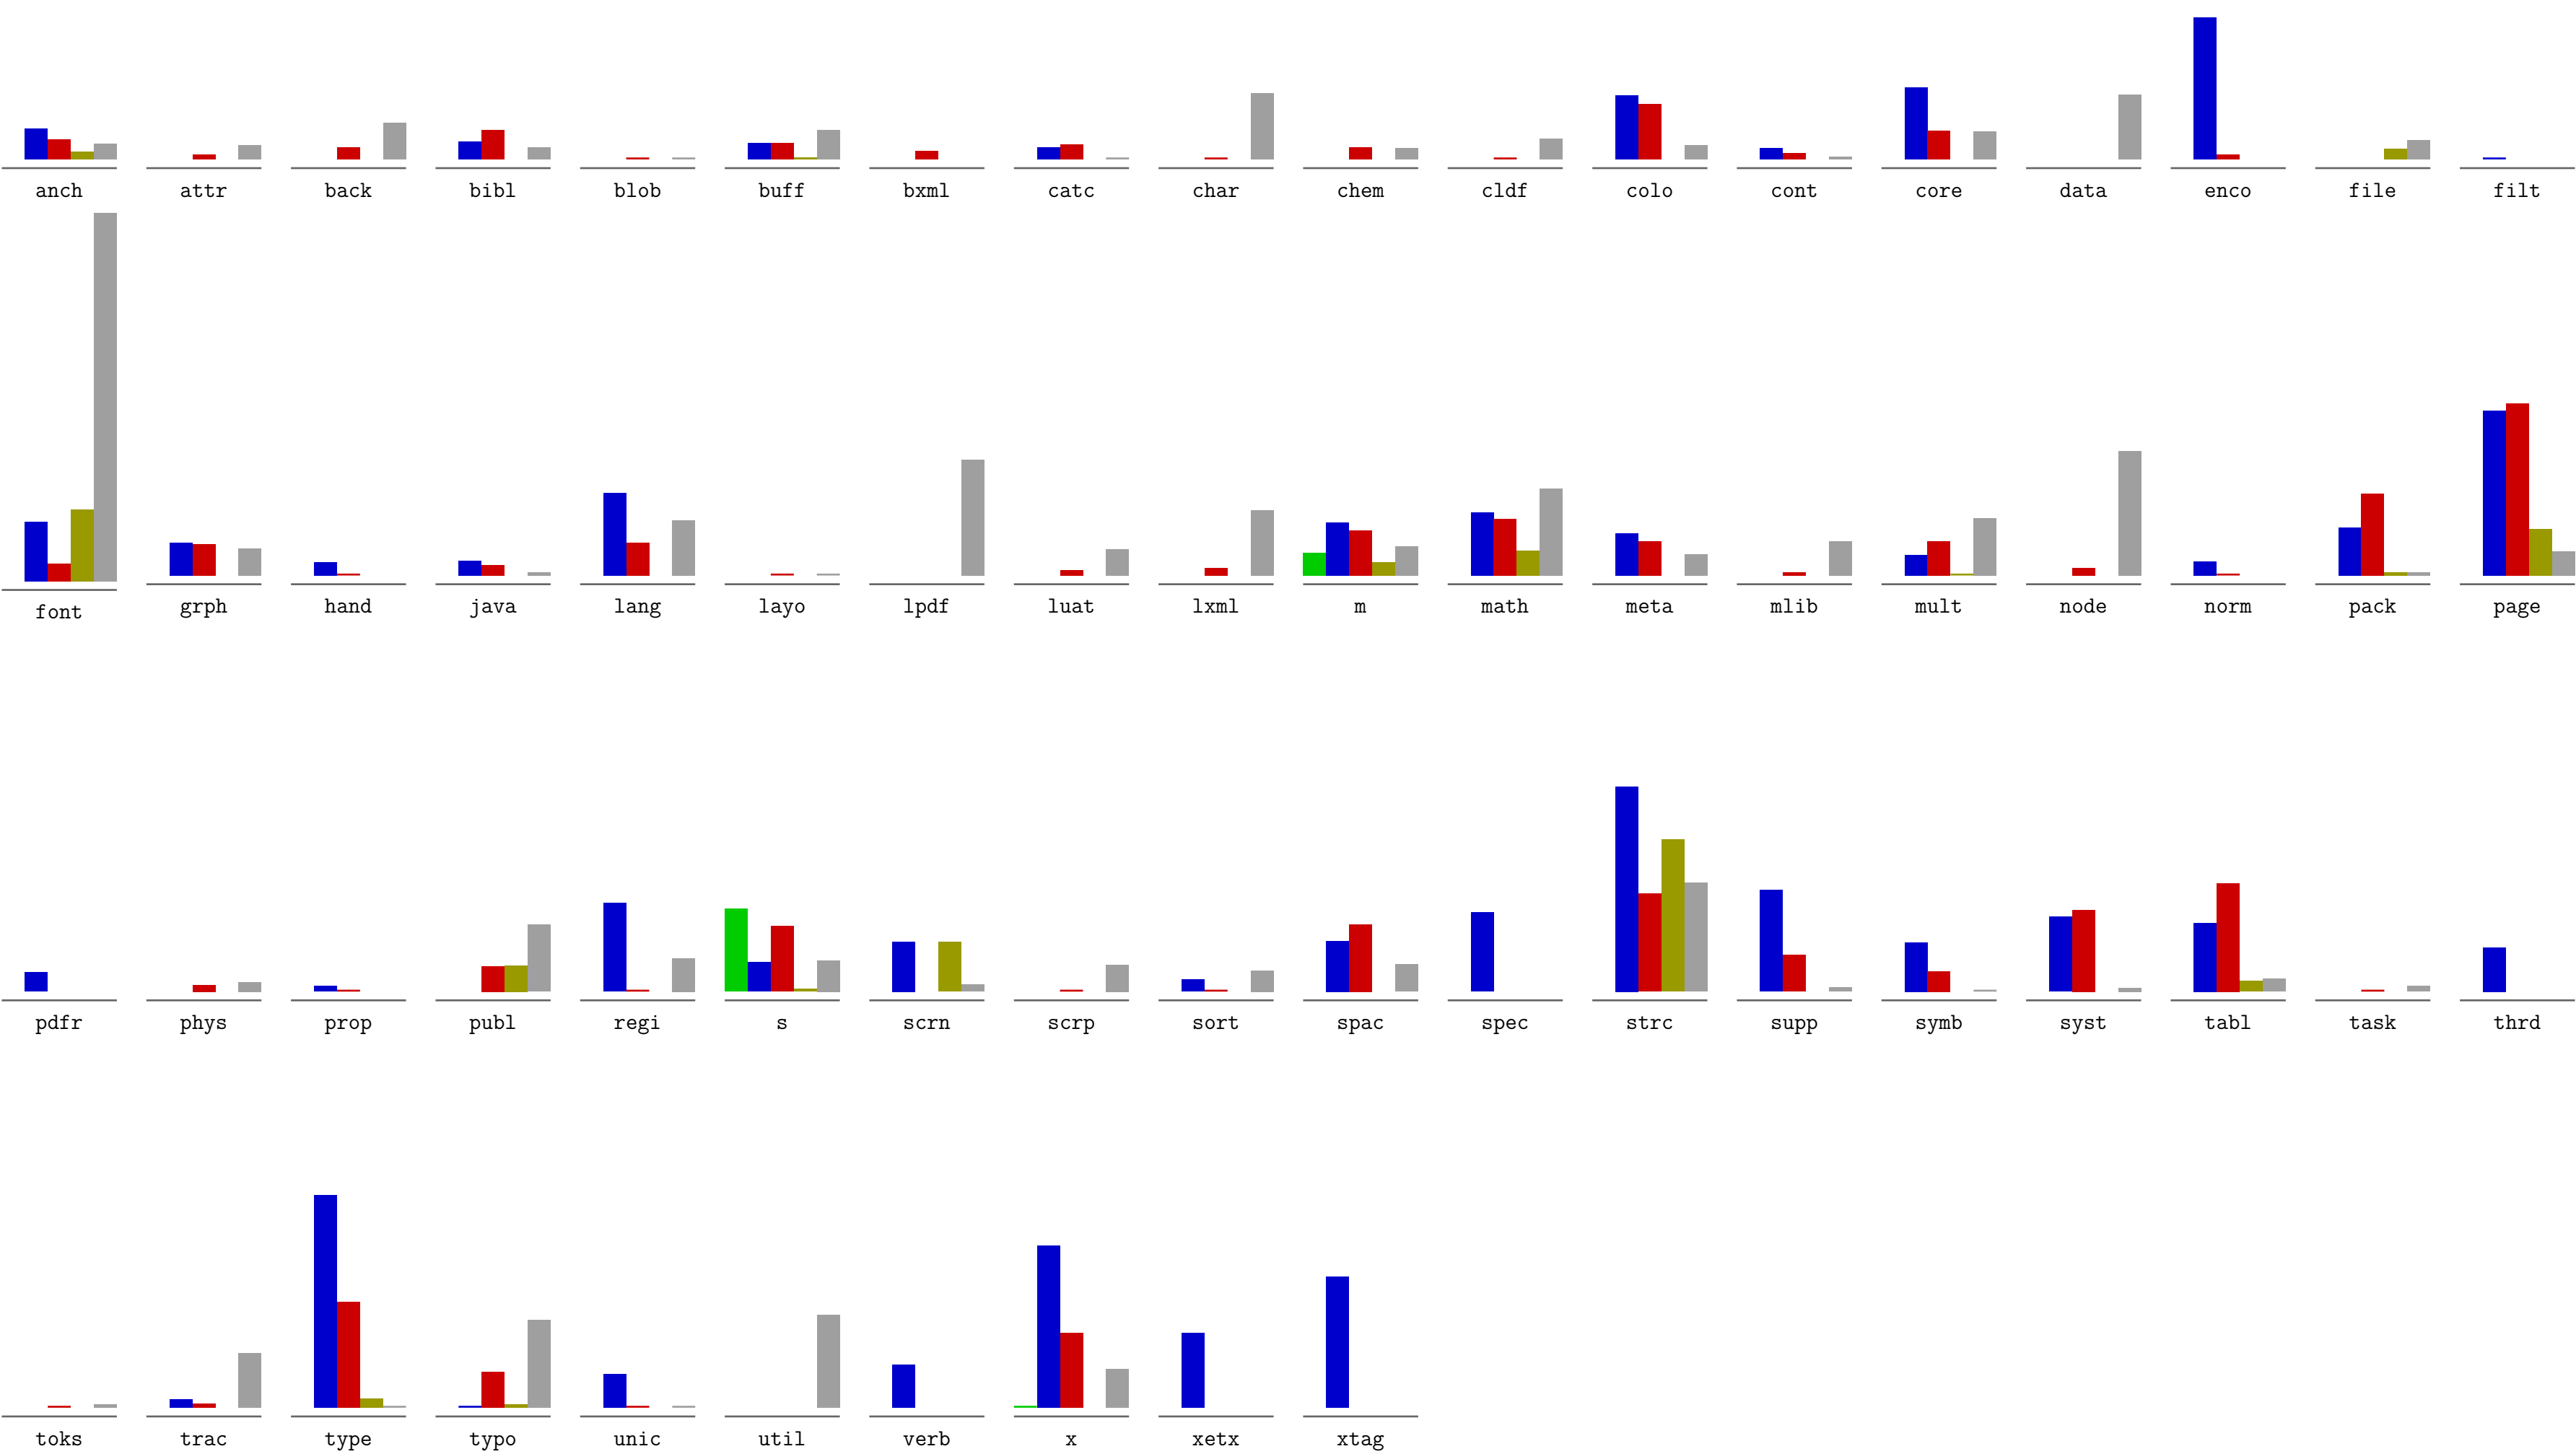 anch attr back bibl blob buff bxml catc char chem cldf colo cont core data enco file filt
font grph hand java lang layo lpdf luat lxml m math meta mlib mult node norm pack page
pdfr phys prop publ regi s scrn scrp sort spac spec strc supp symb syst tabl task thrd
toks trac type typo unic util verb x xetx xtag